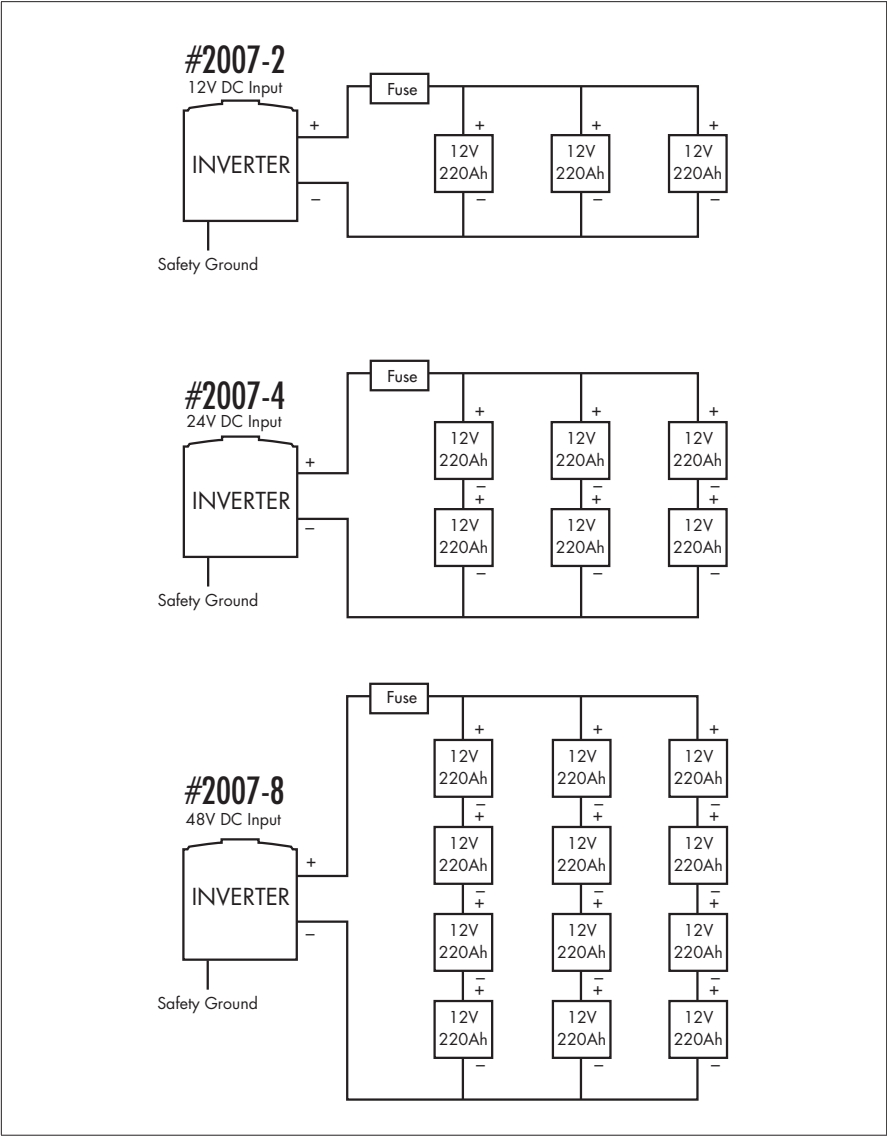 #2007-2
12V DC Input
Fuse
+
+ + +
INVERTER
12V 12V 12V
220Ah 220Ah 220Ah
–
– – –
Safety Ground
#2007-4
24V DC Input
Fuse
+
+ + +
INVERTER
12V 12V 12V
220Ah 220Ah 220Ah
– – –
+ + +
–
12V 12V 12V
220Ah 220Ah 220Ah
– – –
Safety Ground
#2007-8
48V DC Input
Fuse
+ + +
12V 12V 12V
220Ah 220Ah 220Ah
– – –
+ + +
+
INVERTER
–
12V 12V 12V
220Ah 220Ah 220Ah
– – –
+ + +
12V 12V 12V
220Ah 220Ah 220Ah
– – –
+ + +
12V 12V 12V
220Ah 220Ah 220Ah
– – –
Safety Ground